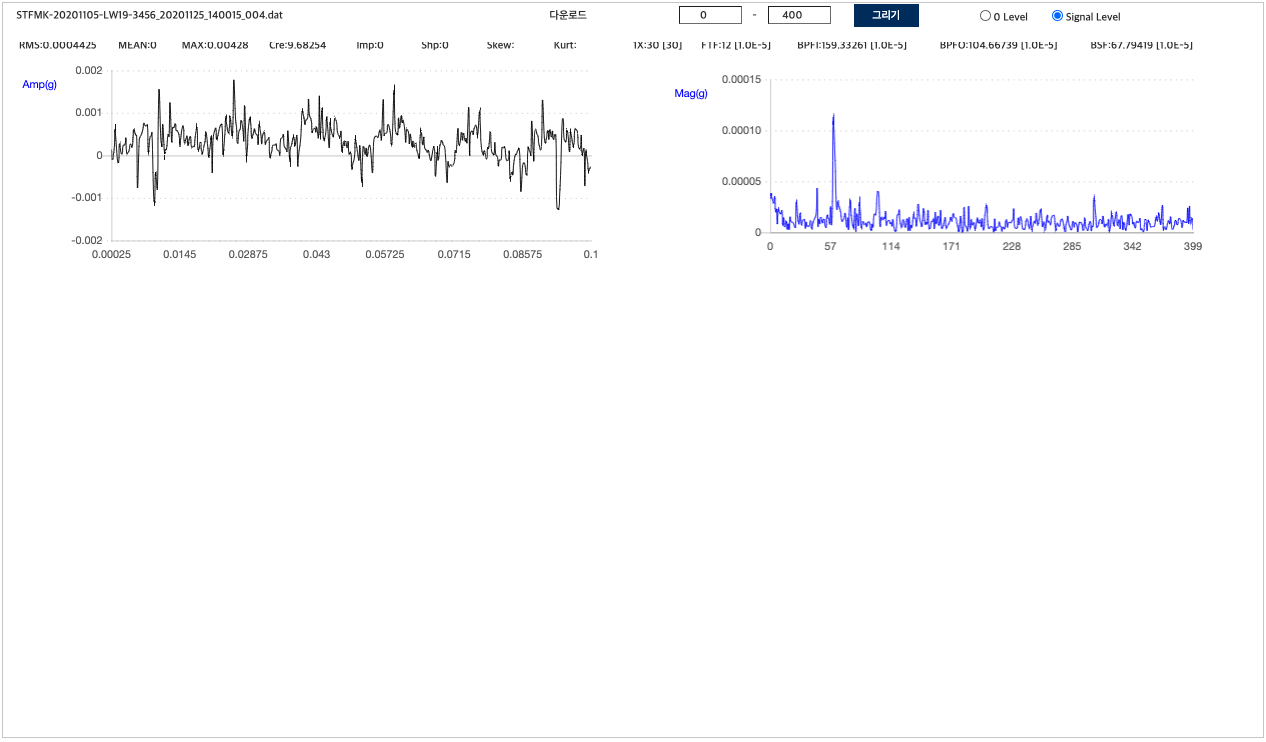 STFMK-20201105-LW19-3456_20201125_140015_004.dat 다운로드 0 - 400 그리기 0 Level Signal Level
RMS:0.0004425 MEAN:0 MAX:0.00428 Cre:9.68254 Imp:0 Shp:0 Skew: Kurt: 1X:30 [30] FTF:12 [1.0E-5] BPFI:159.33261 [1.0E-5] BPFO:104.66739 [1.0E-5] BSF:67.79419 [1.0E-5]
Amp(g)
0.002
0.001
0
-0.001
-0.002
0.00025 0.0145 0.02875 0.043 0.05725 0.0715 0.08575 0.1
Mag(g)
0.00015
0.00010
0.00005
0
0 57 114 171 228 285 342 399